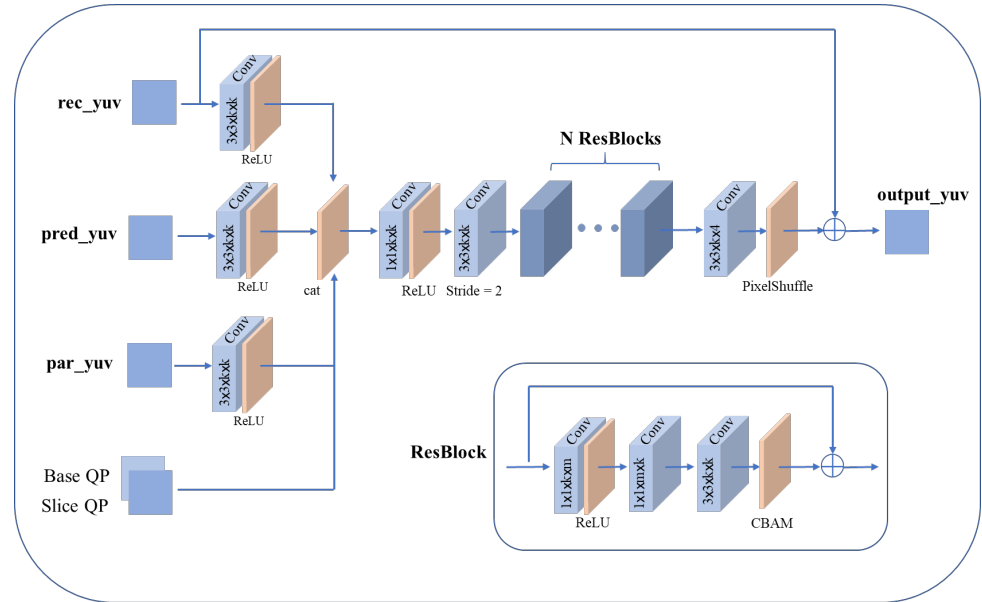 rec_yuv
Conv
3x3xkxk
ReLU
N ResBlocks
pred_yuv
Conv
3x3xkxk
ReLU
cat
Conv
1x1xkxk
ReLU
Conv
3x3xkxk
Stride = 2
Conv
3x3xkx4
PixelShuffle
output_yuv
par_yuv
Conv
3x3xkxk
ReLU
Base QP
Slice QP
ResBlock
Conv
1x1xkxm
ReLU
Conv
1x1xmxk
Conv
3x3xkxk
CBAM